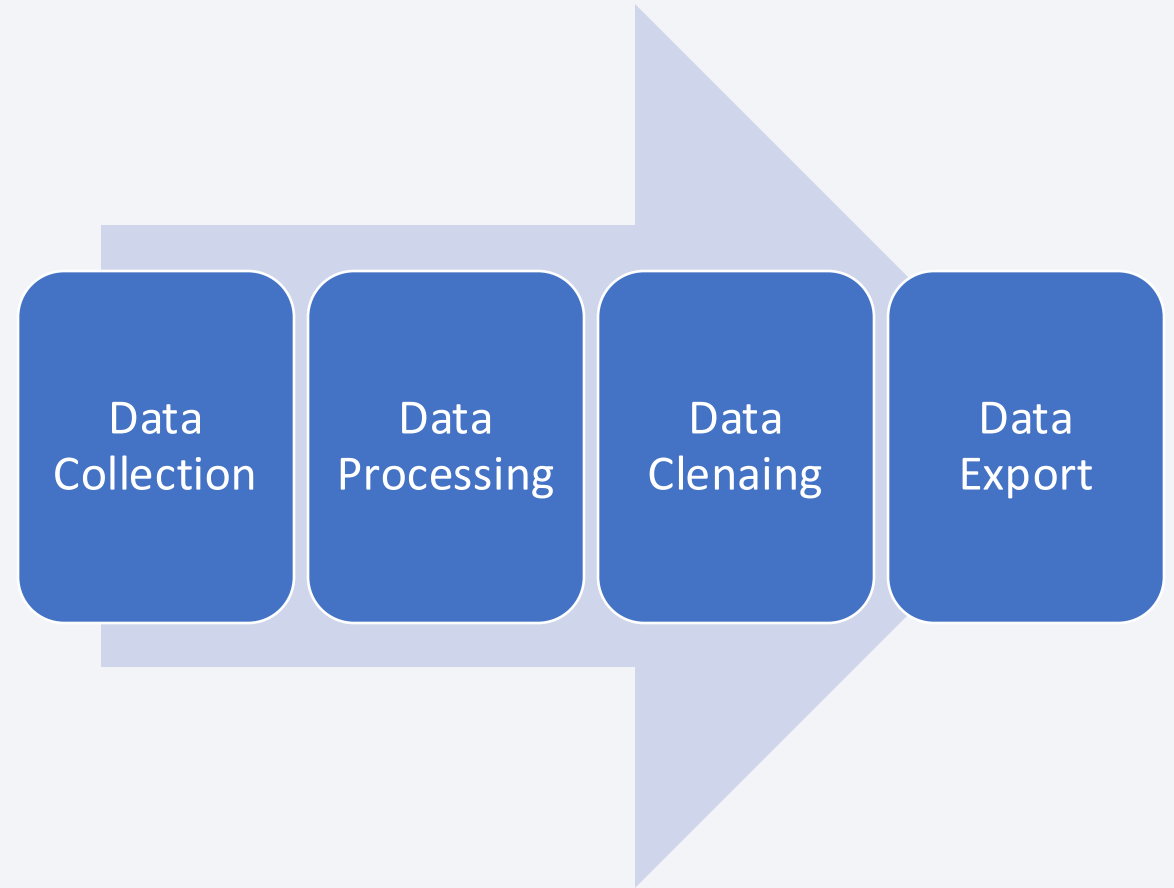 Data
Collection
Data
Processing
Data
Clenaing
Data
Export